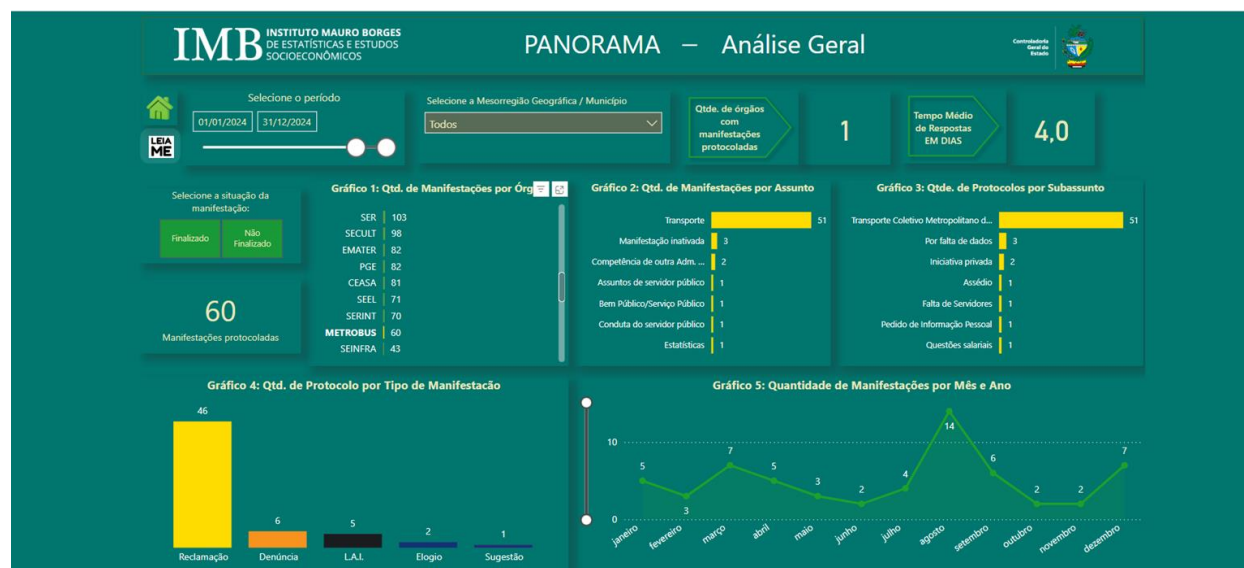 IMB
INSTITUTO MAURO BORGES
DE ESTATÍSTICAS E ESTUDOS
SOCIOECONÔMICOS
PANORAMA – Análise Geral
Controladoria
Geral do
Estado
Selecione o período
01/01/2024 31/12/2024
LEIA
ME
Selecione a Mesorregião Geográfica / Município
Todos
Qtde. de órgãos
com
manifestações
protocoladas
1
Tempo Médio
de Respostas
EM DIAS
4,0
Selecione a situação da
manifestação:
Finalizado
Não
Finalizado
60
Manifestações protocoladas
Gráfico 1: Qtd. de Manifestações por Órg
SER 103
SECULT 98
EMATER 82
PGE 82
CEASA 81
SEEL 71
SERINT 70
METROBUS 60
SEINFRA 43
Gráfico 2: Qtd. de Manifestações por Assunto
Transporte 51
Manifestação inativada 3
Competência de outra Adm. ... 2
Assuntos de servidor público 1
Bem Público/Serviço Público 1
Conduta do servidor público 1
Estatísticas 1
Gráfico 3: Qtde. de Protocolos por Subassunto
Transporte Coletivo Metropolitano d... 51
Por falta de dados 3
Iniciativa privada 2
Assédio 1
Falta de Servidores 1
Pedido de Informação Pessoal 1
Questões salariais 1
Gráfico 4: Qtd. de Protocolo por Tipo de Manifestacão
46
6
5
2
1
Reclamação Denúncia L.A.I. Elogio Sugestão
Gráfico 5: Quantidade de Manifestações por Mês e Ano
10
0
5
3
7
5
3
2
4
14
6
2
2
7
janeiro fevereiro março abril maio junho julho agosto setembro outubro novembro dezembro